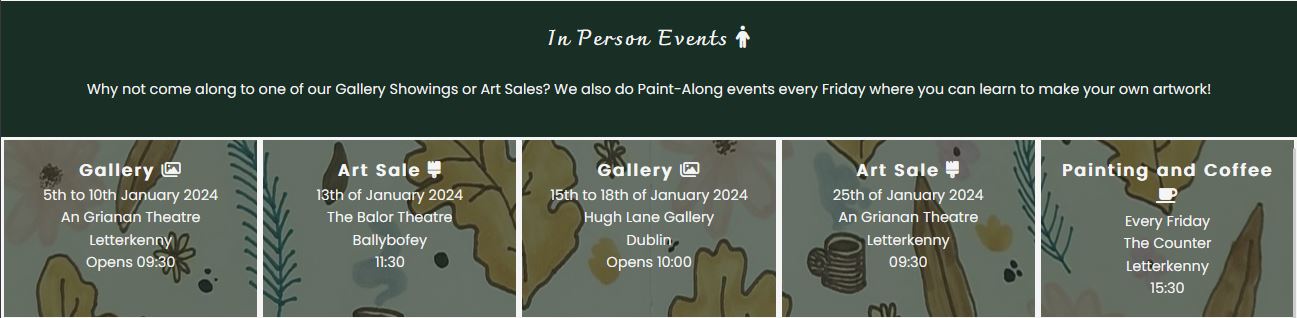 In Person Events
Why not come along to one of our Gallery Showings or Art Sales? We also do Paint-Along events every Friday where you can learn to make your own artwork!
Gallery
5th to 10th January 2024
An Grianan Theatre
Letterkenny
Opens 09:30
Art Sale
13th of January 2024
The Balor Theatre
Ballybofey
11:30
Gallery
15th to 18th of January 2024
Hugh Lane Gallery
Dublin
Opens 10:00
Art Sale
25th of January 2024
An Grianan Theatre
Letterkenny
09:30
Painting and Coffee
Every Friday
The Counter
Letterkenny
15:30